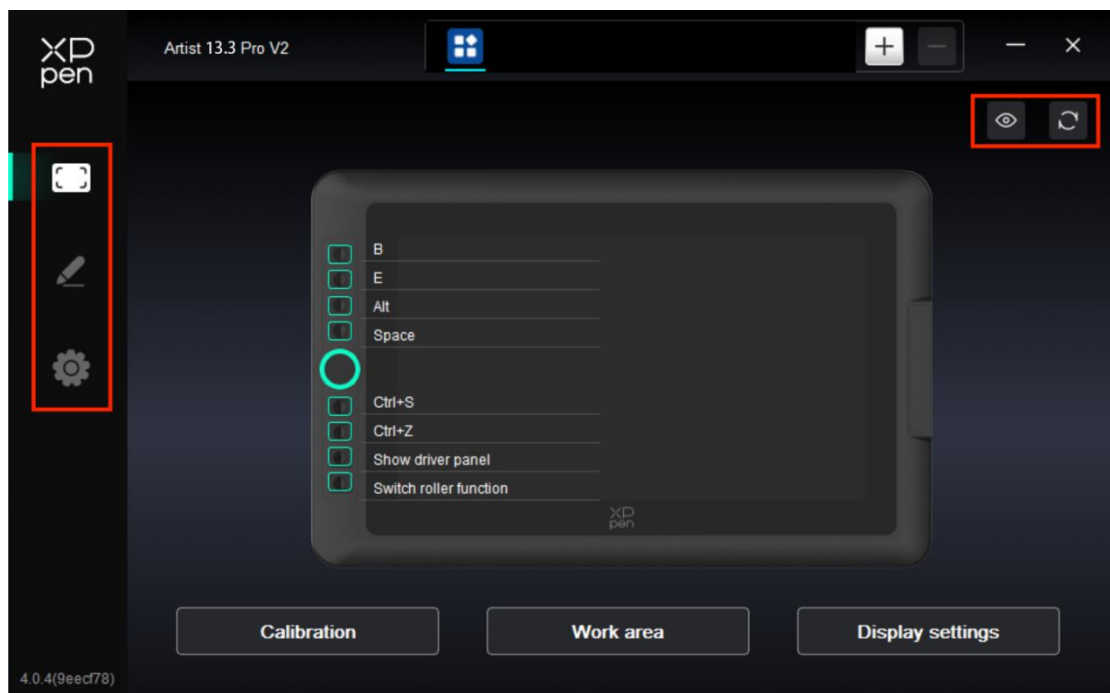 XP
pen
Artist 13.3 Pro V2
B
E
Alt
Space
Ctrl+S
Ctrl+Z
Show driver panel
Switch roller function
XP
pen
Calibration
Work area
Display settings
4.0.4(9eecf78)